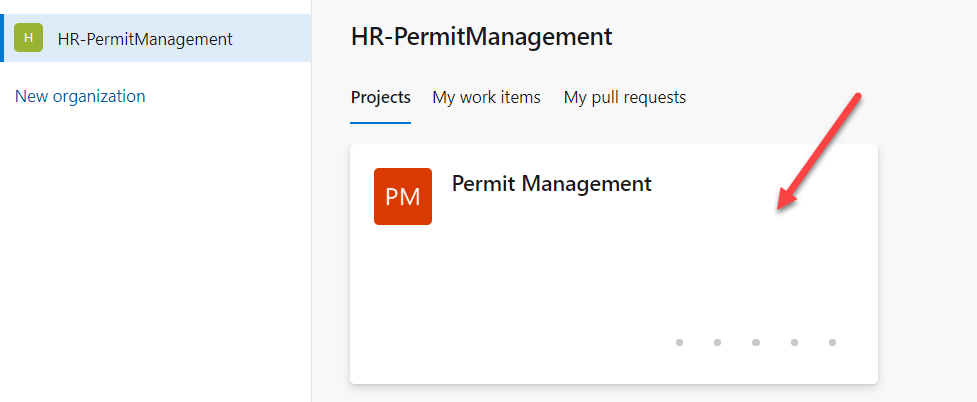 H
HR-PermitManagement
New organization
HR-PermitManagement
Projects My work items My pull requests
PM
Permit Management